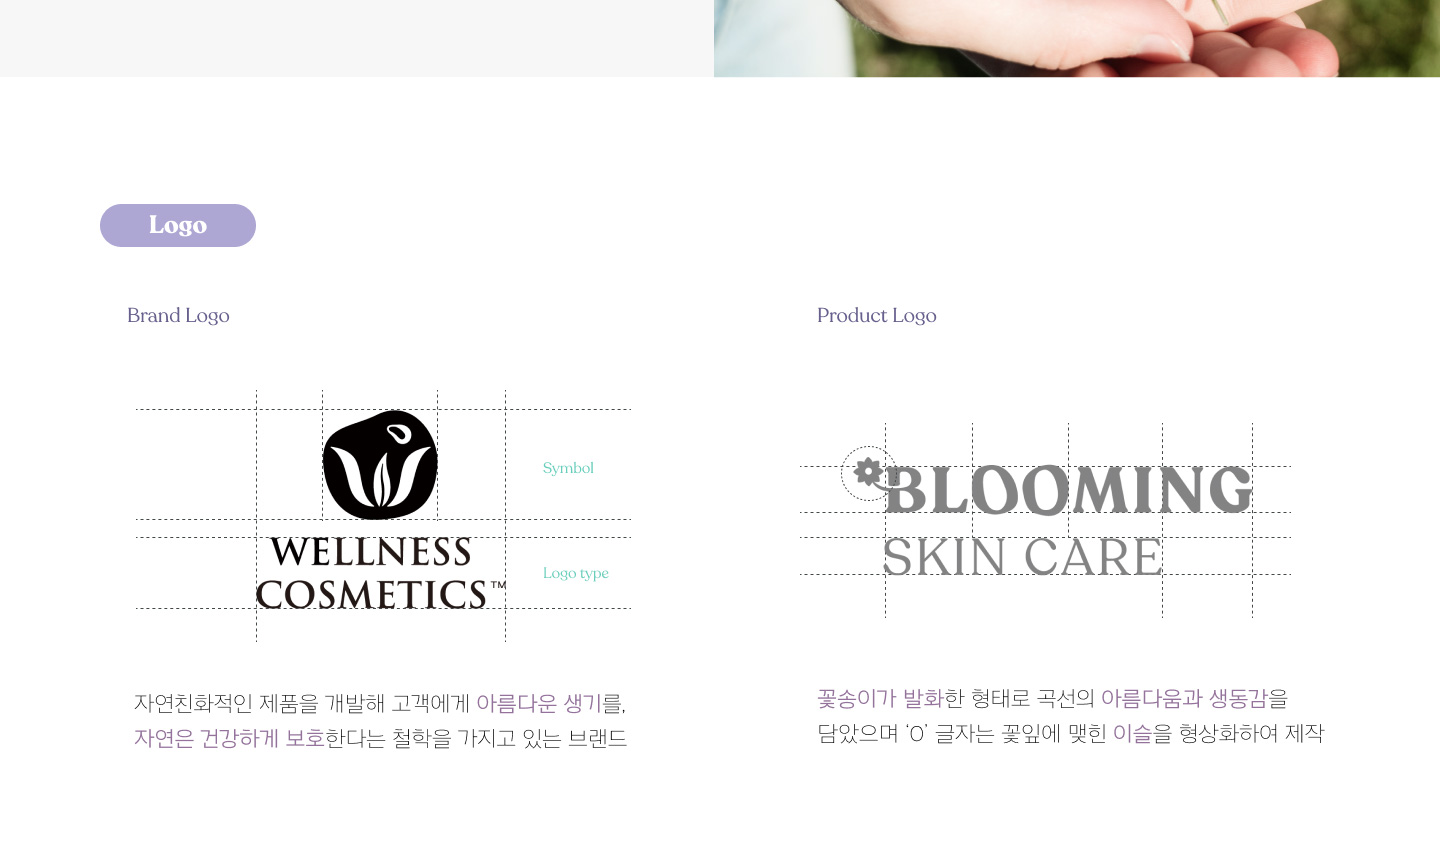 Logo
Brand Logo
Symbol
WELLNESS
COSMETICS™
Logo type
자연친화적인 제품을 개발해 고객에게 아름다운 생기를,
자연은 건강하게 보호한다는 철학을 가지고 있는 브랜드
Product Logo
BLOOMING
SKIN CARE
꽃송이가 발화한 형태로 곡선의 아름다움과 생동감을
담았으며 ‘O’ 글자는 꽃잎에 맺힌 이슬을 형상화하여 제작